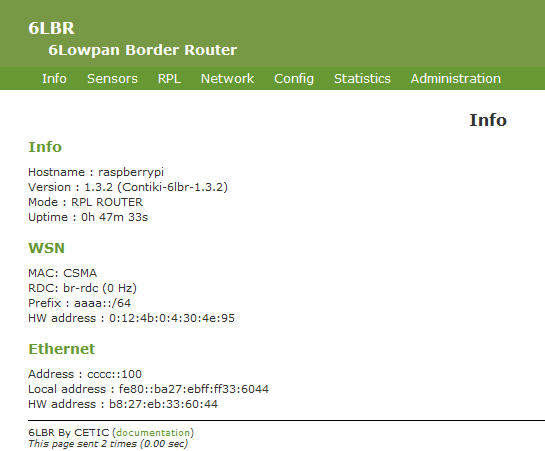 6LBR
6Lowpan Border Router
Info Sensors RPL Network Config Statistics Administration
Info
Info
Hostname : raspberrypi
Version : 1.3.2 (Contiki-6lbr-1.3.2)
Mode : RPL ROUTER
Uptime : 0h 47m 33s
WSN
MAC: CSMA
RDC: br-rdc (0 Hz)
Prefix : aaaa::/64
HW address : 0:12:4b:0:4:30:4e:95
Ethernet
Address : cccc::100
Local address : fe80::ba27:ebff:ff33:6044
HW address : b8:27:eb:33:60:44
6LBR By CETIC (documentation)
This page sent 2 times (0.00 sec)